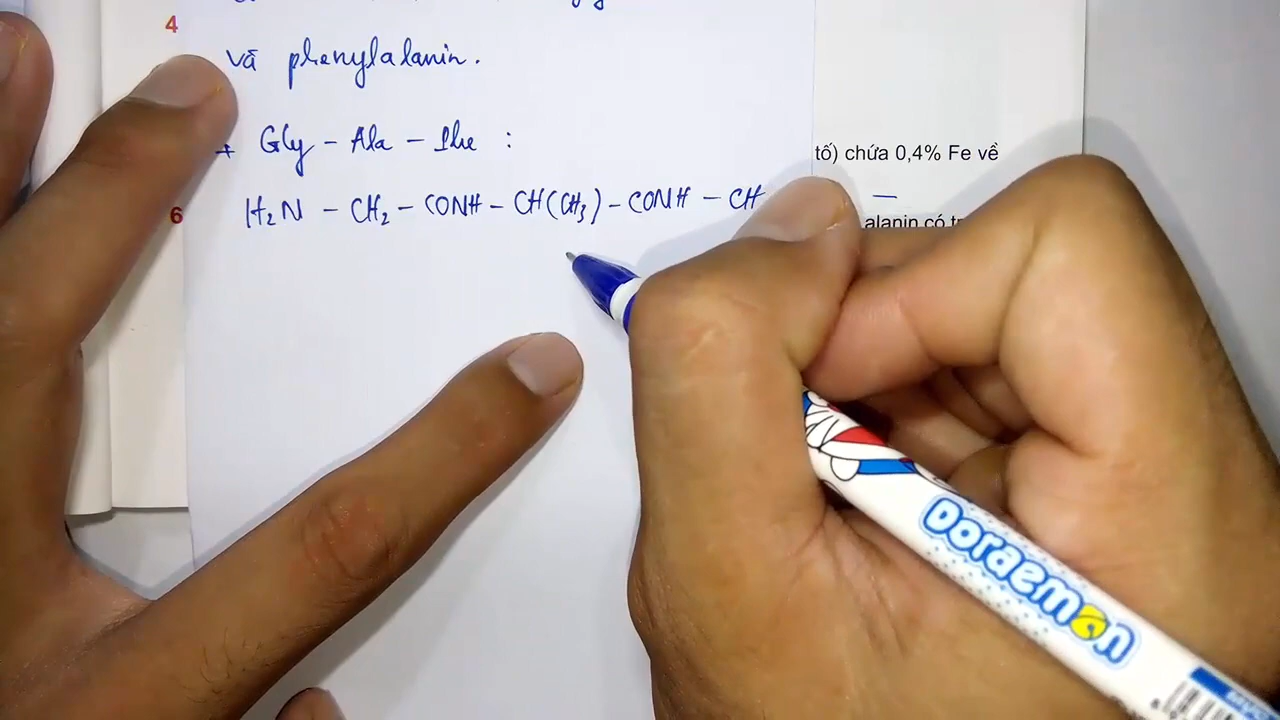 4
và phenylalanin.
+ Gly - Ala - Phe :
tố) chứa 0,4% Fe về
6
H₂N - CH₂ - CONH - CH(CH₃) - CONH - CH
alanin có
Doraemon